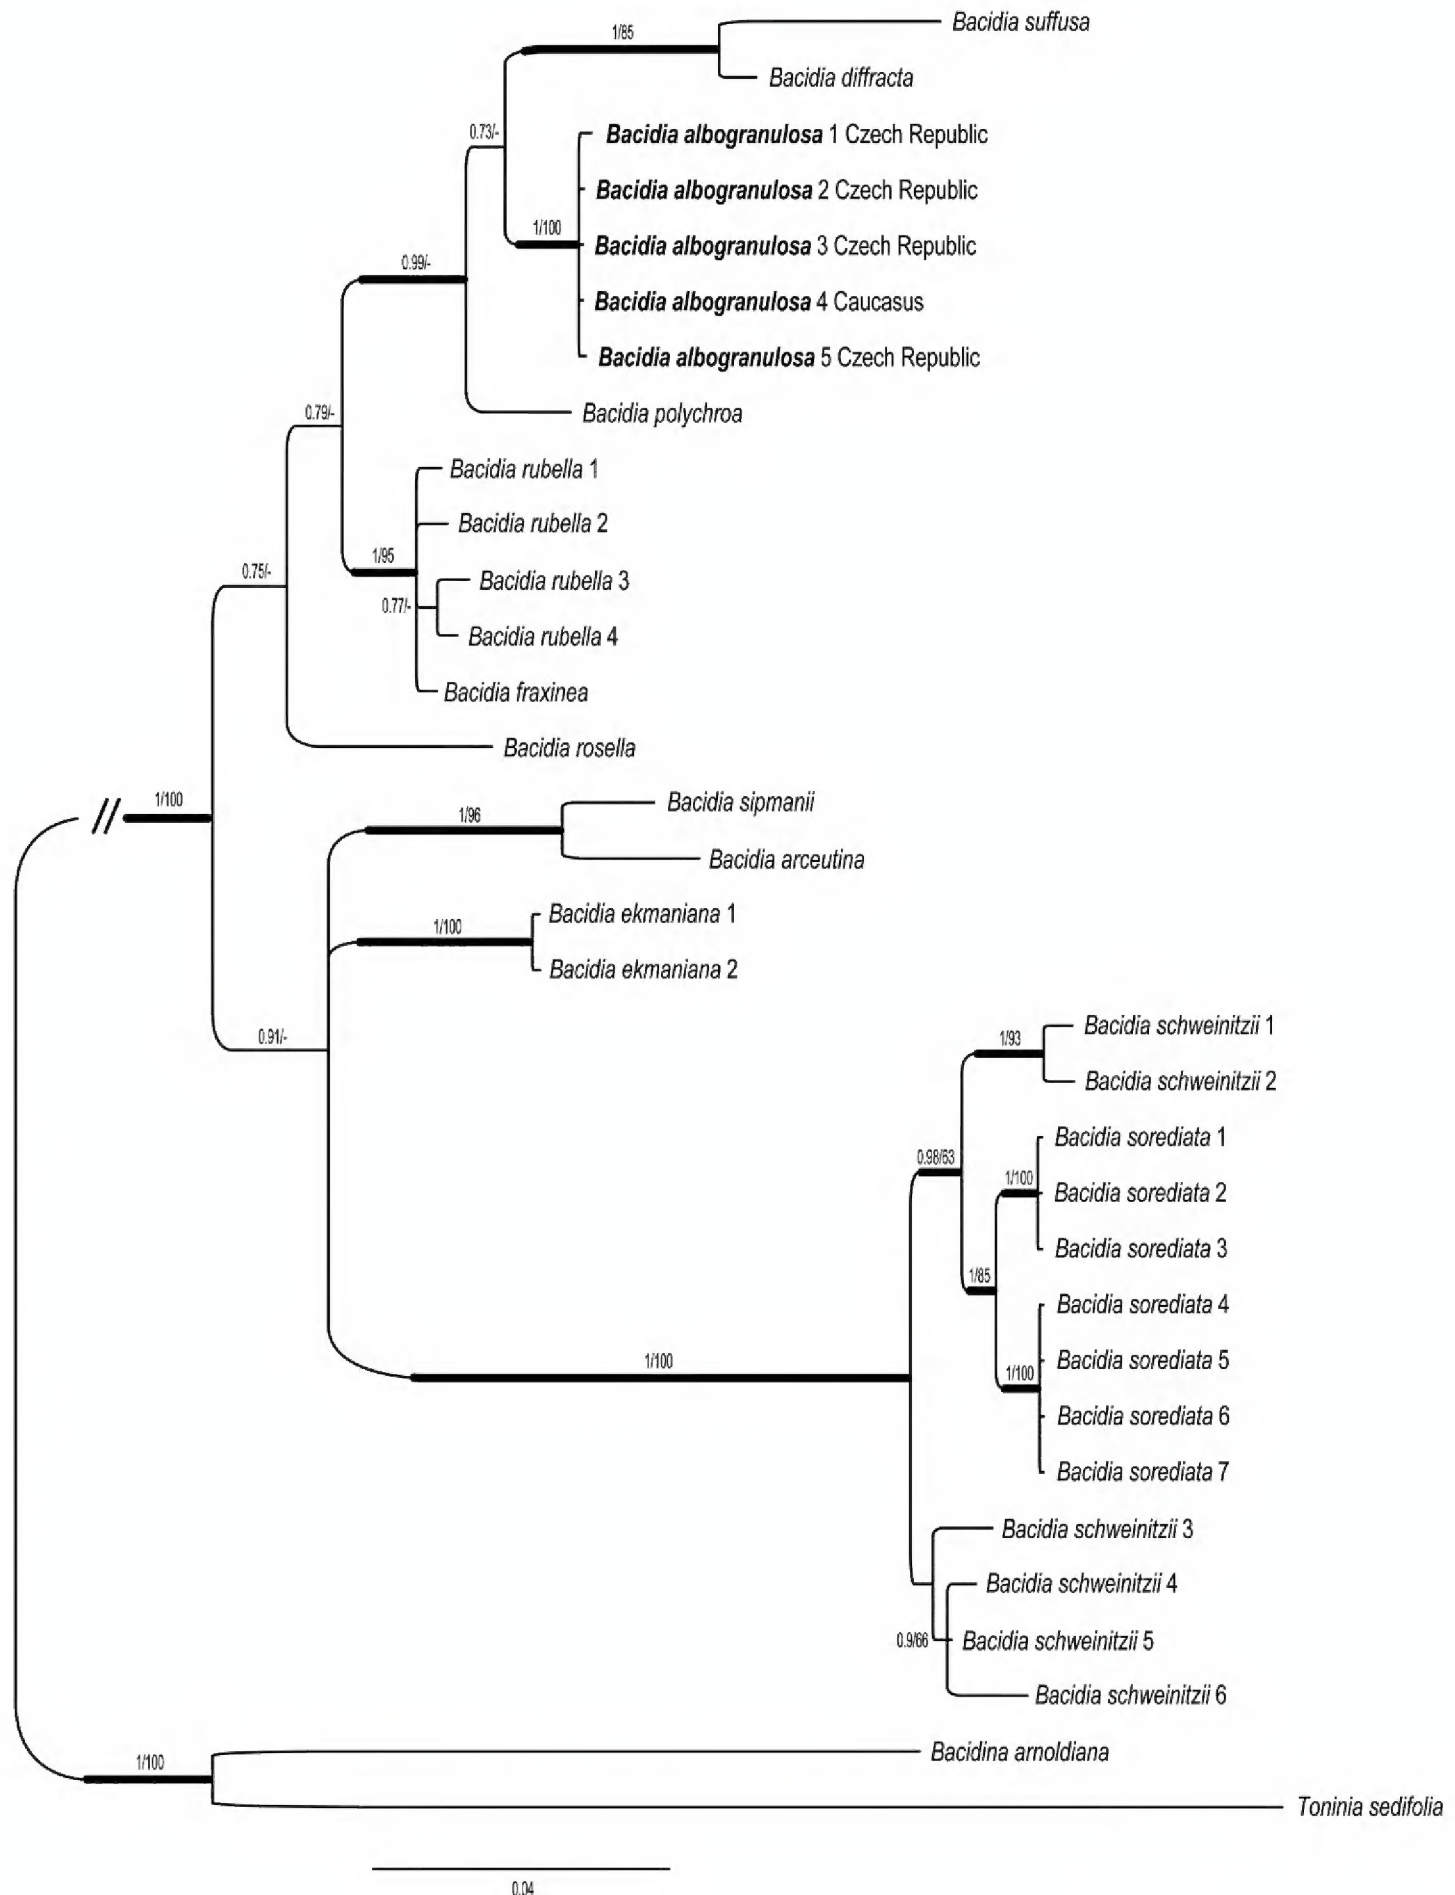 1/85
Bacidia suffusa
Bacidia diffracta
0.73/-
Bacidia albogranulosa 1 Czech Republic
Bacidia albogranulosa 2 Czech Republic
1/100
Bacidia albogranulosa 3 Czech Republic
0.99/-
Bacidia albogranulosa 4 Caucasus
Bacidia albogranulosa 5 Czech Republic
0.79/-
Bacidia polychroa
Bacidia rubella 1
Bacidia rubella 2
1/95
0.75/-
Bacidia rubella 3
0.77/-
Bacidia rubella 4
Bacidia fraxinea
Bacidia rosella
1/100
1/96
Bacidia sipmanii
Bacidia arceutina
1/100
Bacidia ekmaniana 1
Bacidia ekmaniana 2
0.91/-
1/93
Bacidia schweinitzii 1
Bacidia schweinitzii 2
Bacidia sorediata 1
0.98/63
1/100
Bacidia sorediata 2
Bacidia sorediata 3
1/85
Bacidia sorediata 4
1/100
Bacidia sorediata 5
1/100
Bacidia sorediata 6
Bacidia sorediata 7
Bacidia schweinitzii 3
Bacidia schweinitzii 4
0.9/66
Bacidia schweinitzii 5
Bacidia schweinitzii 6
1/100
Bacidina arnoldiana
Toninia sedifolia
0.04